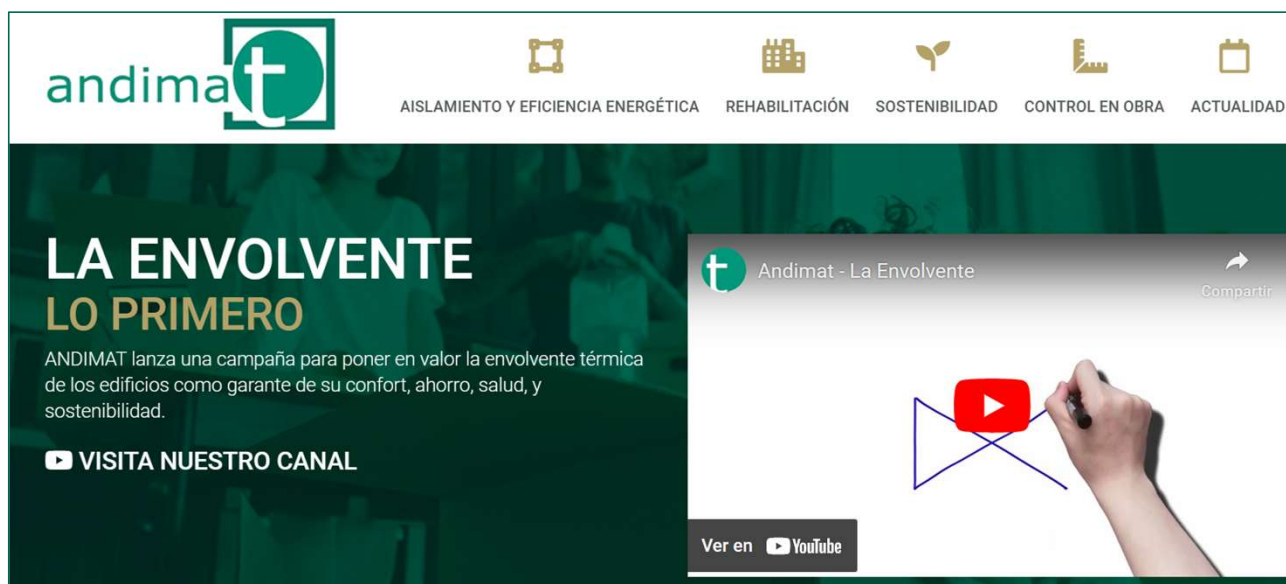 andimat
AISLAMIENTO Y EFICIENCIA ENERGÉTICA
REHABILITACIÓN
SOSTENIBILIDAD
CONTROL EN OBRA
ACTUALIDAD
LA ENVOLVENTE
LO PRIMERO
ANDIMAT lanza una campaña para poner en valor la envolvente térmica
de los edificios como garante de su confort, ahorro, salud, y
sostenibilidad.
VISITA NUESTRO CANAL
t
Andimat - La Envolvente
Compartir
Ver en YouTube